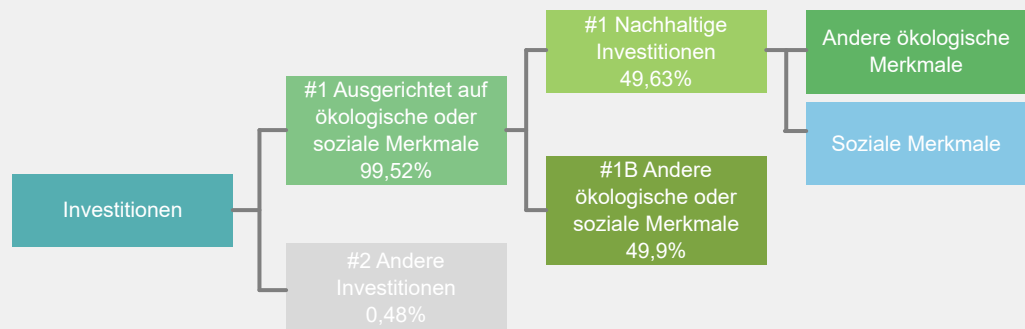 Investitionen
#1 Ausgerichtet auf
ökologische oder
soziale Merkmale
99,52%
#2 Andere
Investitionen
0,48%
#1 Nachhaltige
Investitionen
49,63%
#1B Andere
ökologische oder
soziale Merkmale
49,9%
Andere ökologische
Merkmale
Soziale Merkmale